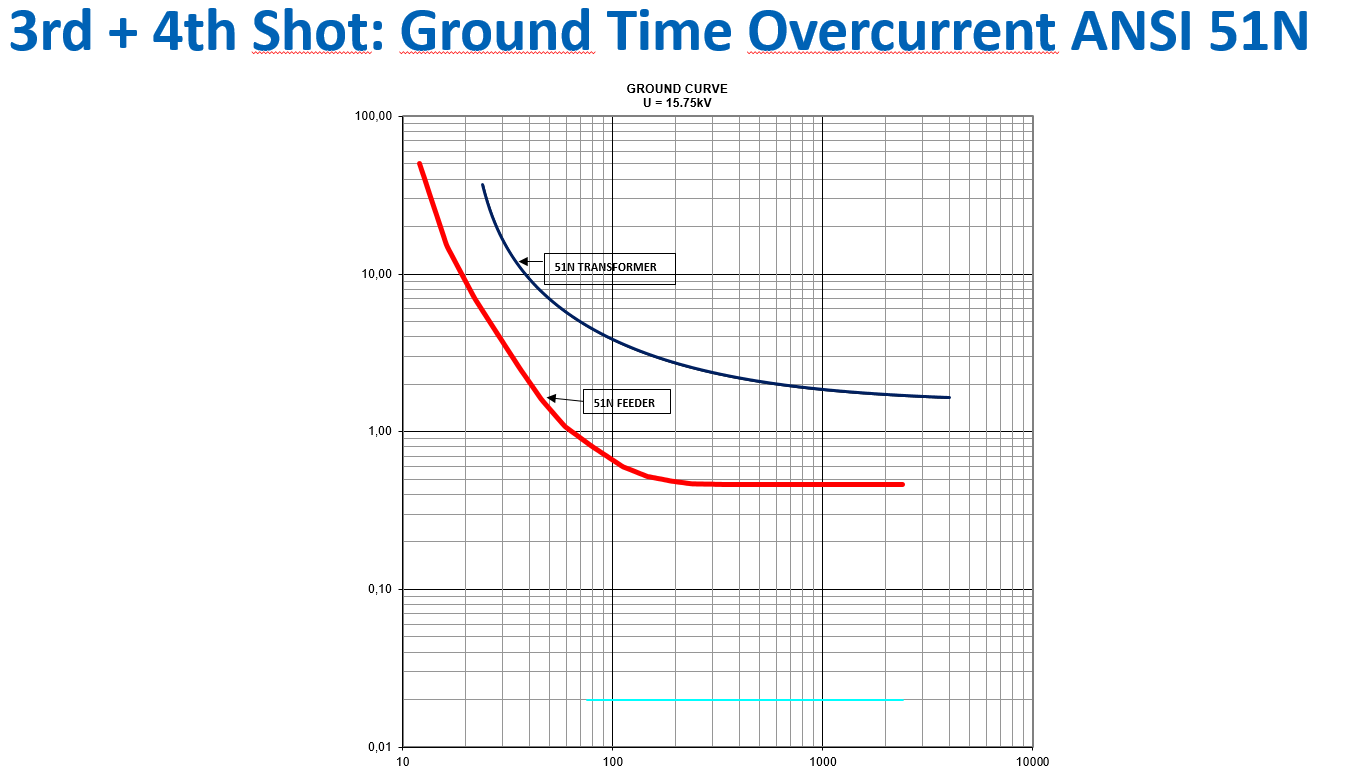 3rd + 4th Shot: Ground Time Overcurrent ANSI 51N
GROUND CURVE
U = 15.75kV
100,00
51N TRANSFORMER
10,00
51N FEEDER
1,00
0,10
0,01
10 100 1000 10000